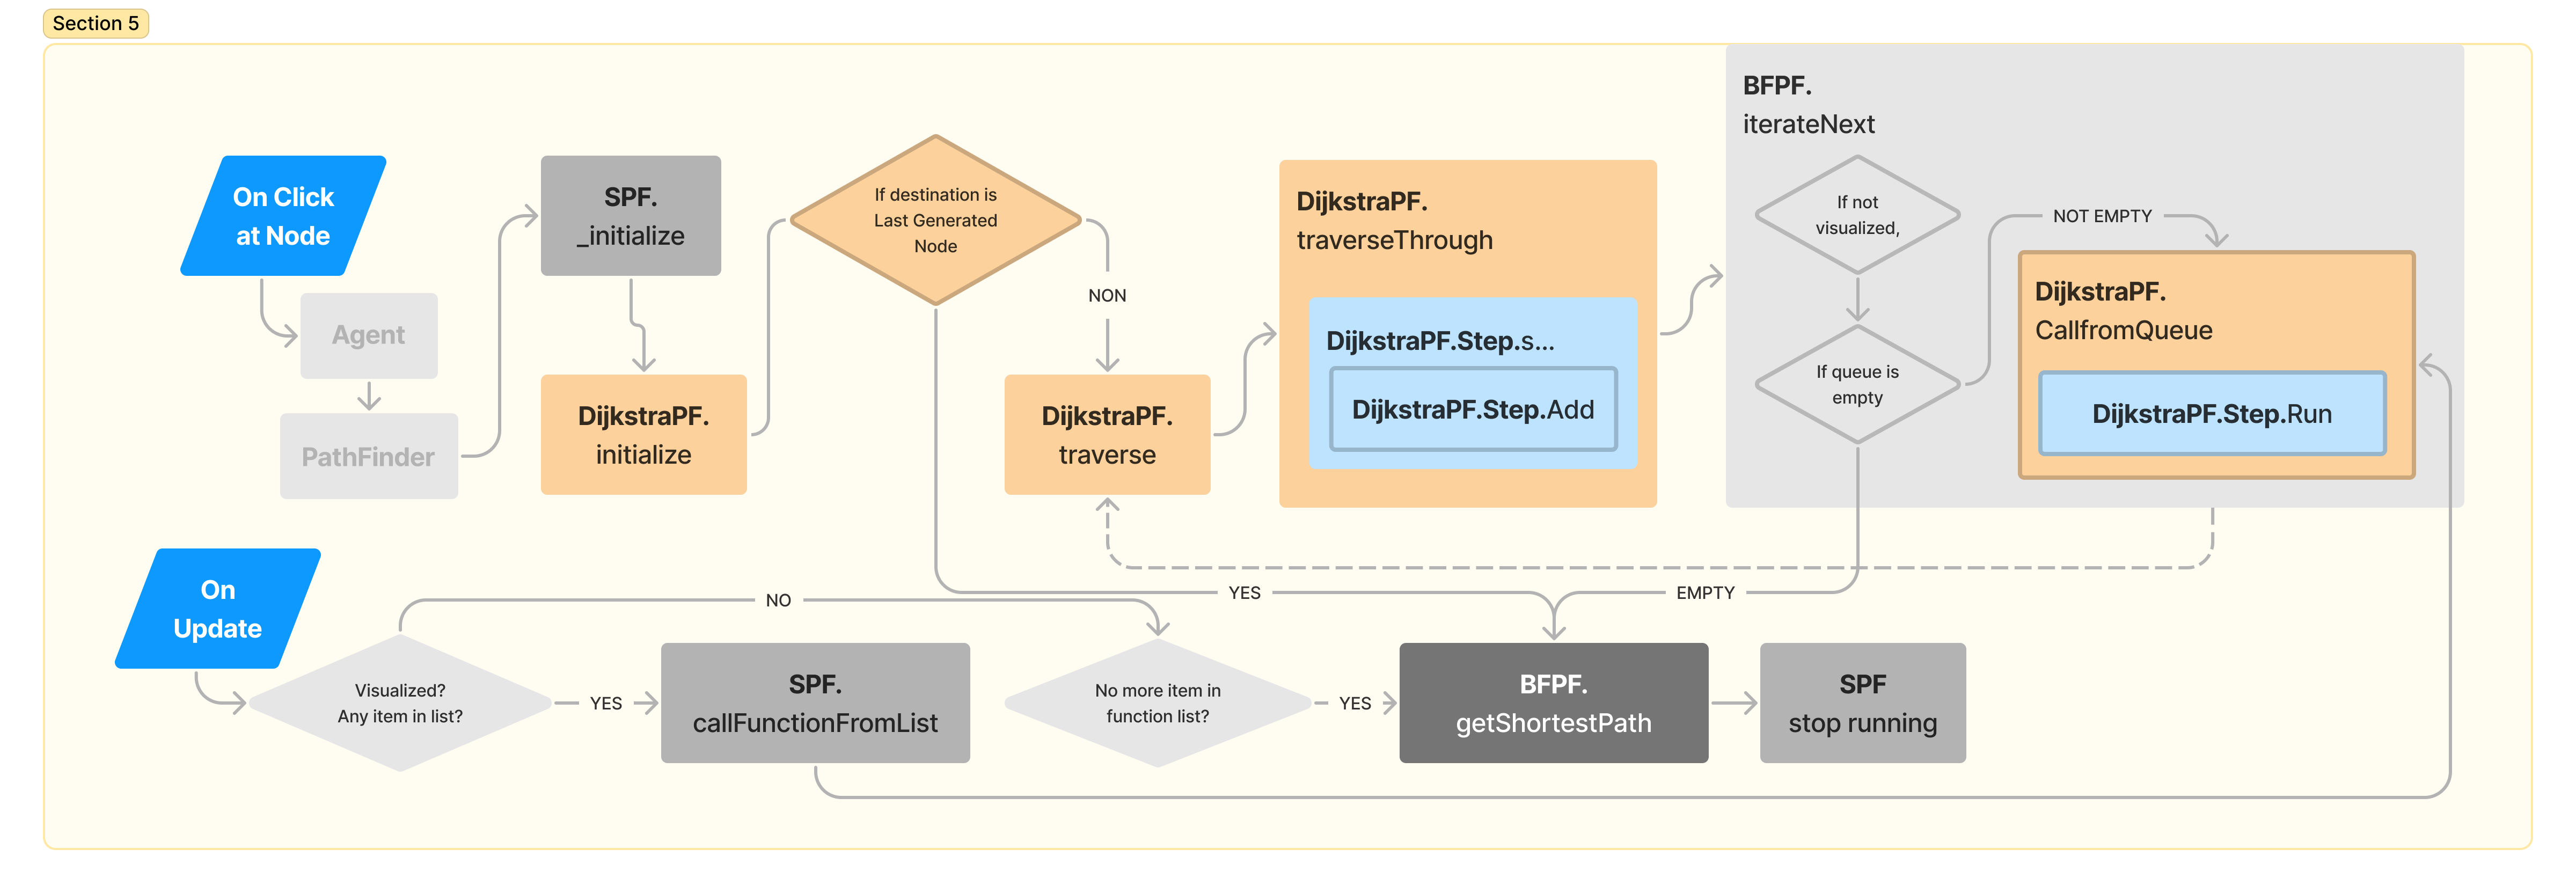 Section 5
On Click
at Node
Agent
PathFinder
SPF.
_initialize
DijkstraPF.
initialize
If destination is
Last Generated
Node
NON
DijkstraPF.
traverse
DijkstraPF.
traverseThrough
DijkstraPF.Step.s...
DijkstraPF.Step.Add
BFPF.
iterateNext
If not
visualized,
If queue is
empty
NOT EMPTY
DijkstraPF.
CallfromQueue
DijkstraPF.Step.Run
On
Update
Visualized?
Any item in list?
NO
YES
SPF.
callFunctionFromList
No more item in
function list?
YES
YES
EMPTY
BFPF.
getShortestPath
SPF
stop running